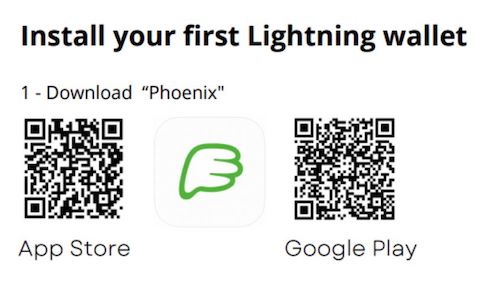 Install your first Lightning wallet
1 - Download “Phoenix"
App Store
Google Play